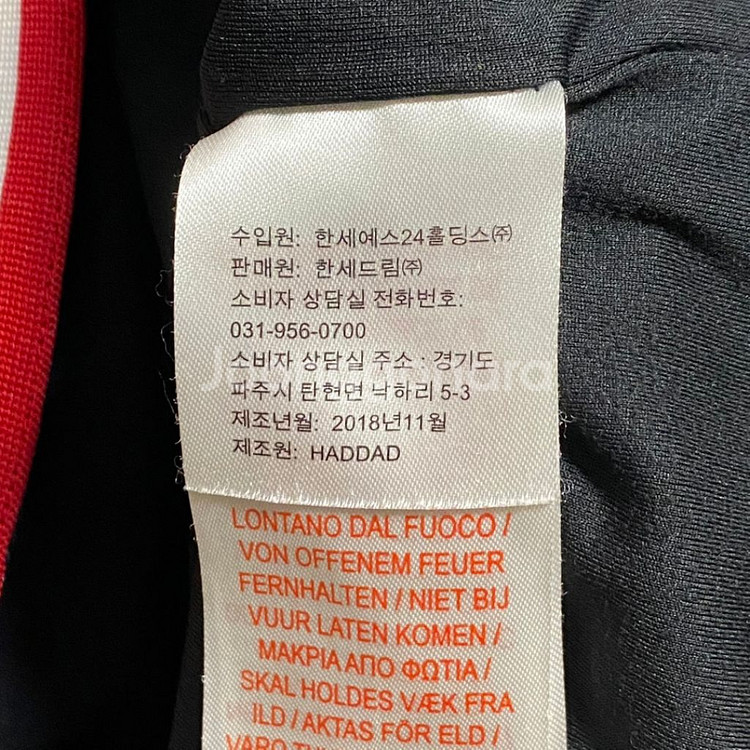 수입원: 한세예스24홀딩스㈜
판매원: 한세드림㈜
소비자 상담실 전화번호:
031-956-0700
소비자 상담실 주소 : 경기도
파주시 탄현면 낙하리 5-3
제조년월: 2018년11월
제조원: HADDAD
LONTANO DAL FUOCO /
VON OFFENEM FEUER
FERNHALTEN / NIET BIJ
VUUR LATEN KOMEN /
ΜΑΚΡΙΑ ΑΠΟ ΦΩΤΙΑ /
SKAL HOLDES VÆK FRA
ILD / AKTAS FÖR ELD /